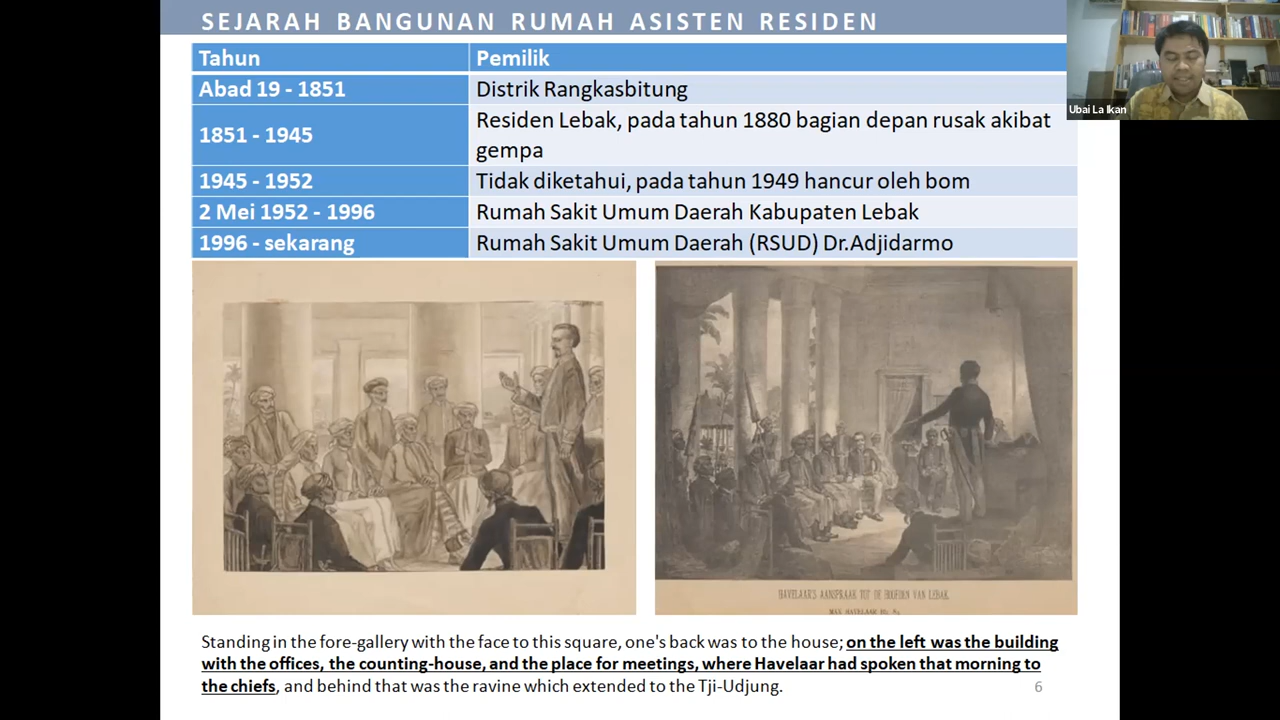 SEJARAH BANGUNAN RUMAH ASISTEN RESIDEN
Ubai La Ikan
Tahun Pemilik
Abad 19 - 1851 Distrik Rangkasbitung
1851 - 1945 Residen Lebak, pada tahun 1880 bagian depan rusak akibat
gempa
1945 - 1952 Tidak diketahui, pada tahun 1949 hancur oleh bom
2 Mei 1952 - 1996 Rumah Sakit Umum Daerah Kabupaten Lebak
1996 - sekarang Rumah Sakit Umum Daerah (RSUD) Dr.Adjidarmo
HAVELAAR'S AANSPRAAK TOT DE HOOFDEN VAN LEBAK.
MAX HAVELAAR
Standing in the fore-gallery with the face to this square, one's back was to the house; on the left was the building
with the offices, the counting-house, and the place for meetings, where Havelaar had spoken that morning to
the chiefs, and behind that was the ravine which extended to the Tji-Udjung.
6